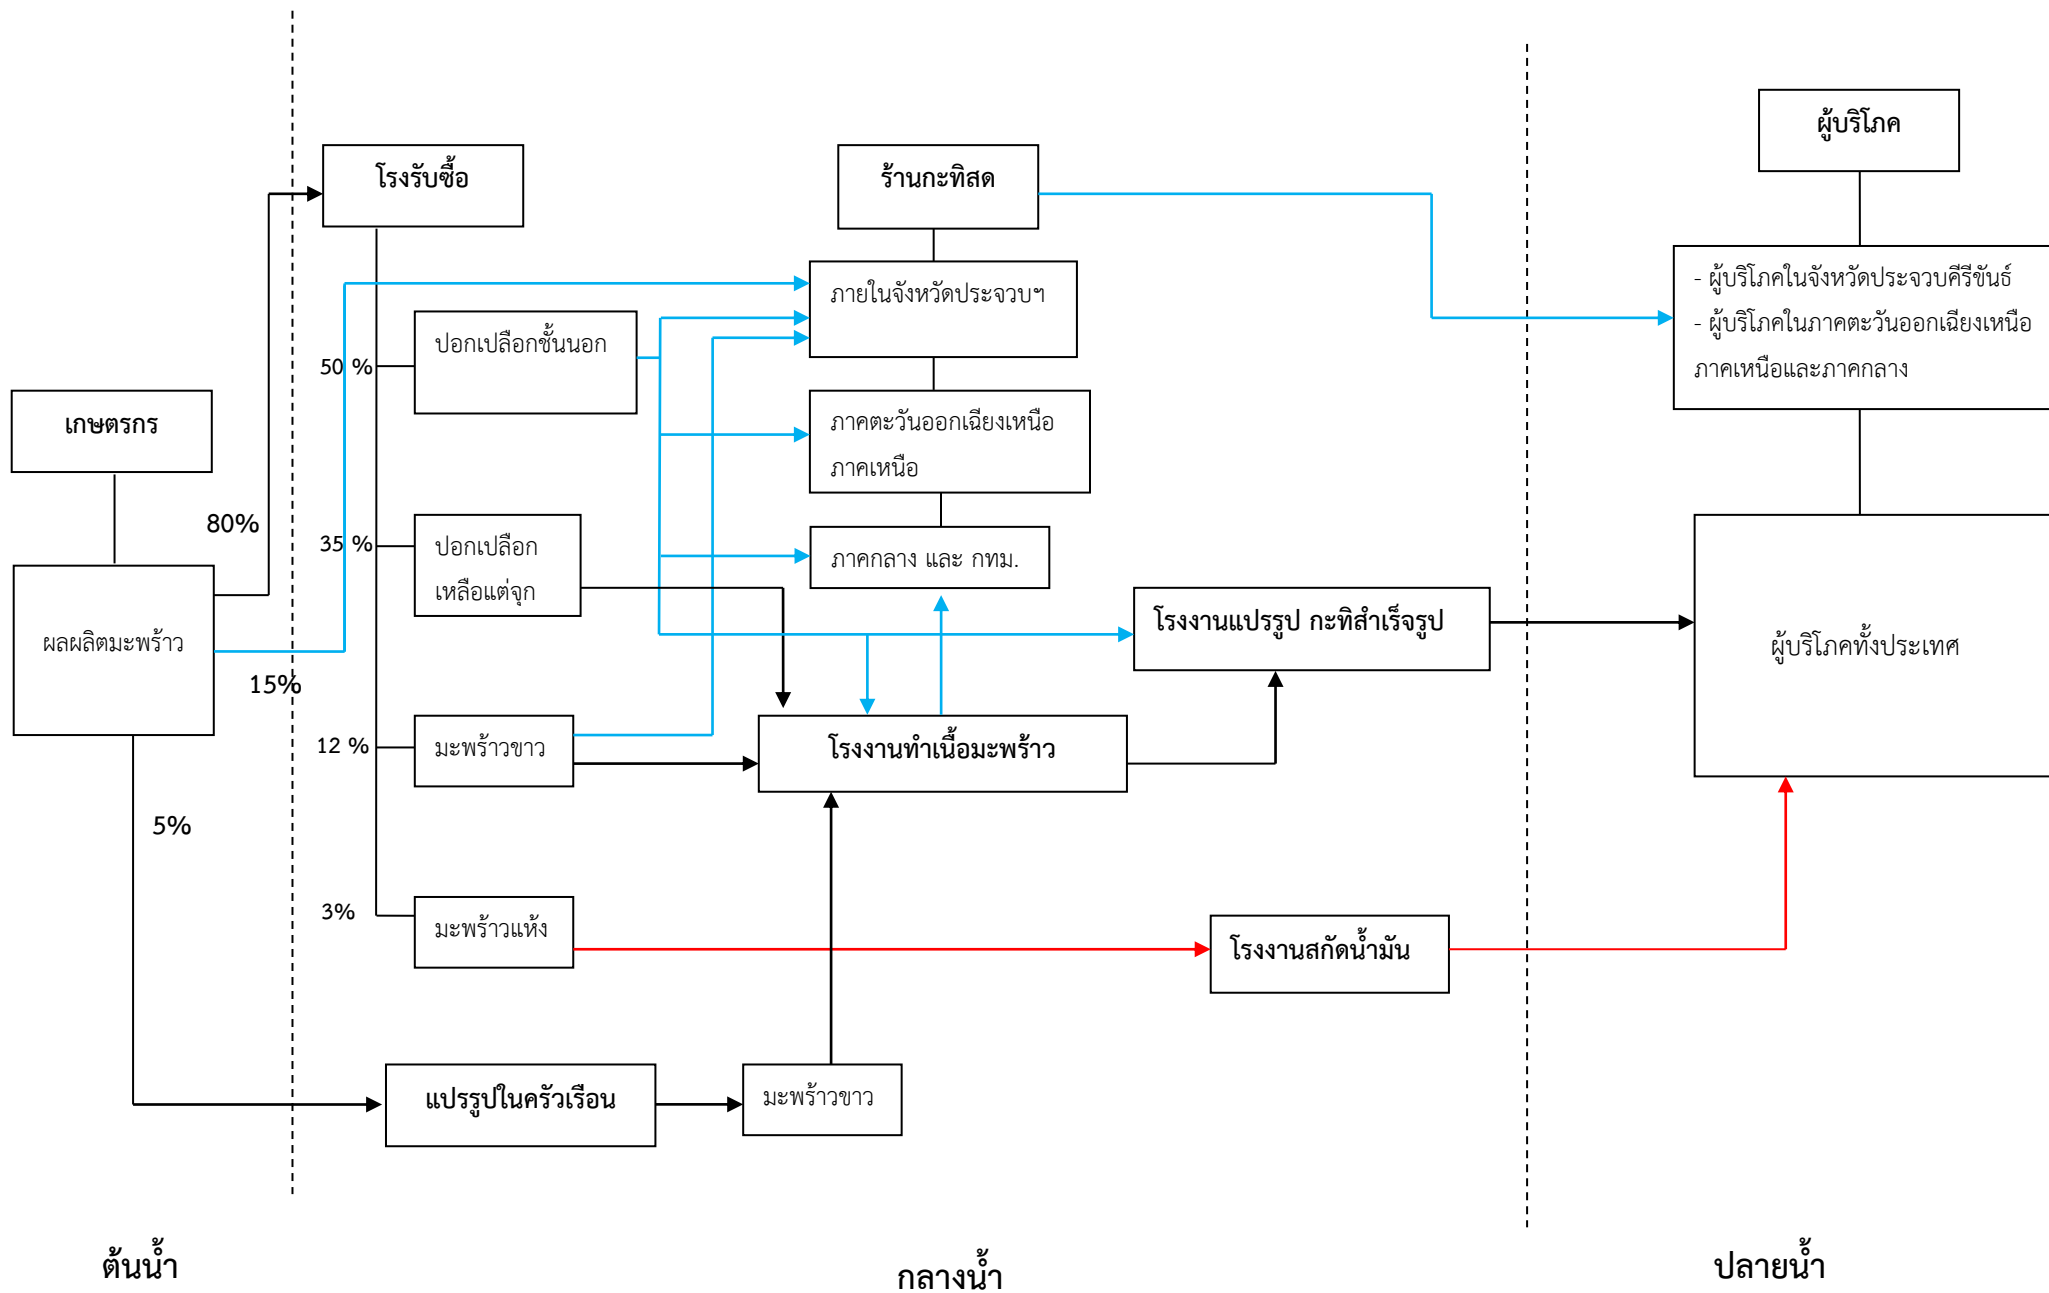 ผู้บริโภค
โรงรับซื้อ
ร้านกะทิสด
- ผู้บริโภคในจังหวัดประจวบคีรีขันธ์
- ผู้บริโภคในภาคตะวันออกเฉียงเหนือ
ภาคเหนือและภาคกลาง
ภายในจังหวัดประจวบฯ
ปอกเปลือกชั้นนอก
50 %
เกษตรกร
ภาคตะวันออกเฉียงเหนือ
ภาคเหนือ
80%
35 %
ปอกเปลือก
เหลือแต่จุก
ภาคกลาง และ กทม.
โรงงานแปรรูป กะทิสำเร็จรูป
ผลผลิตมะพร้าว
ผู้บริโภคทั้งประเทศ
15%
12 %
มะพร้าวขาว
โรงงานทำเนื้อมะพร้าว
5%
3%
มะพร้าวแห้ง
โรงงานสกัดน้ำมัน
แปรรูปในครัวเรือน
มะพร้าวขาว
ต้นน้ำ
กลางน้ำ
ปลายน้ำ